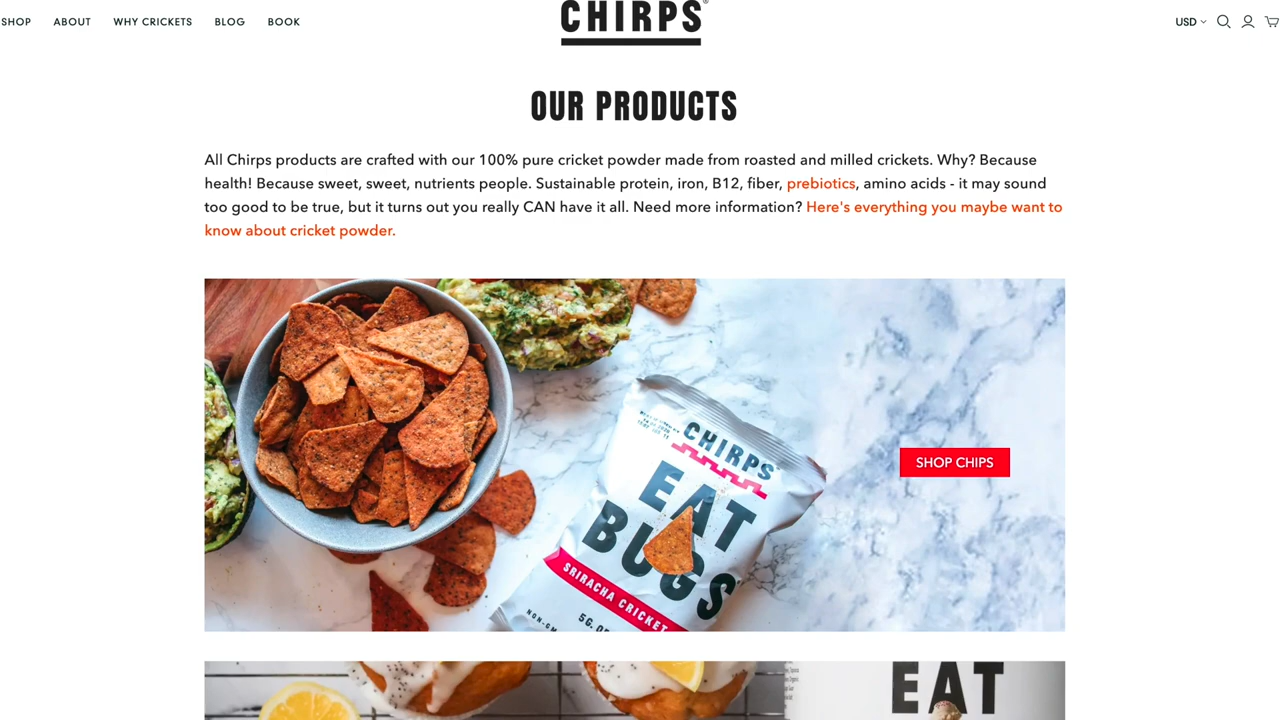 SHOP ABOUT WHY CRICKETS BLOG BOOK
CHIRPS®
USD
OUR PRODUCTS
All Chirps products are crafted with our 100% pure cricket powder made from roasted and milled crickets. Why? Because
health! Because sweet, sweet, nutrients people. Sustainable protein, iron, B12, fiber, prebiotics, amino acids - it may sound
too good to be true, but it turns out you really CAN have it all. Need more information? Here's everything you maybe want to
know about cricket powder.
CHIRPS
EAT
BUGS
SRIRACHA CRICKET
5G.
SHOP CHIPS
EAT